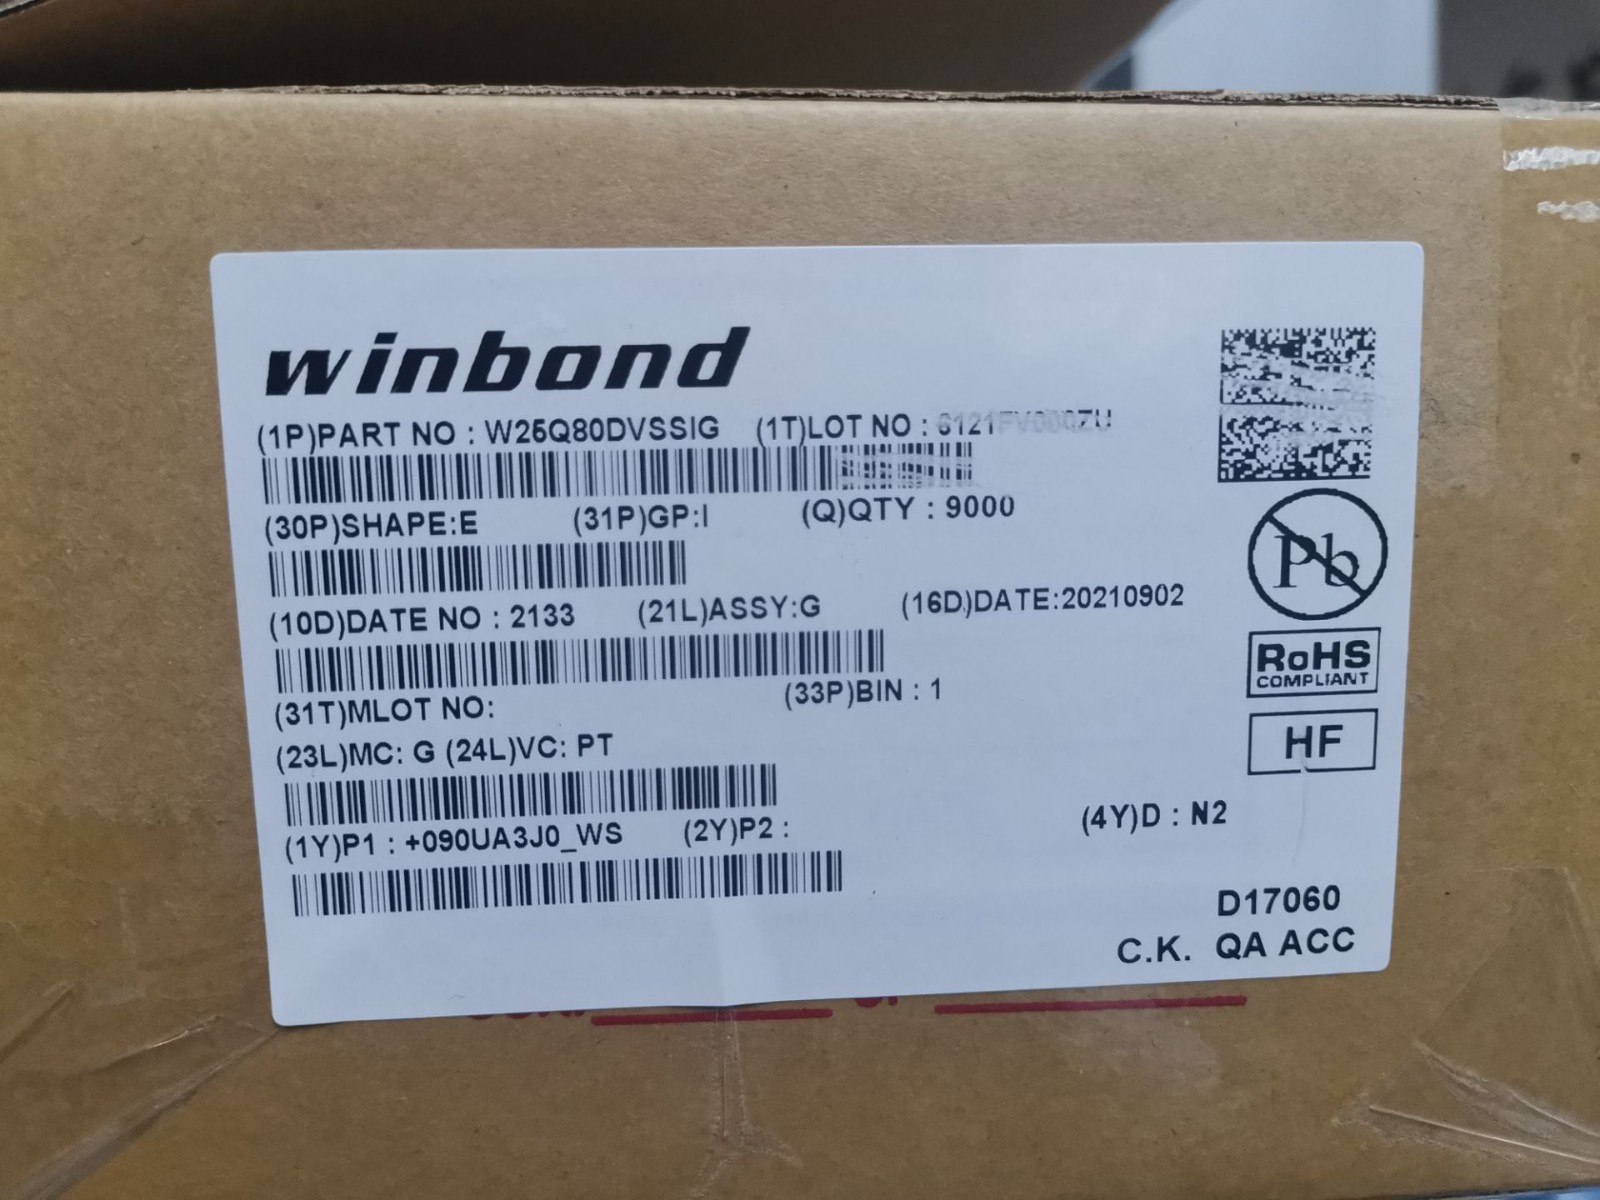 winbond
(1P)PART NO : W25Q80DVSSIG (1T)LOT NO :
(30P)SHAPE:E (31P)GP:I (Q)QTY : 9000
(10D)DATE NO : 2133 (21L)ASSY:G (16D)DATE:20210902
(31T)MLOT NO: (33P)BIN : 1
(23L)MC: G (24L)VC: PT
(1Y)P1 : +090UA3J0_WS (2Y)P2 : (4Y)D : N2
Pb
RoHS
COMPLIANT
HF
D17060
C.K. QA ACC